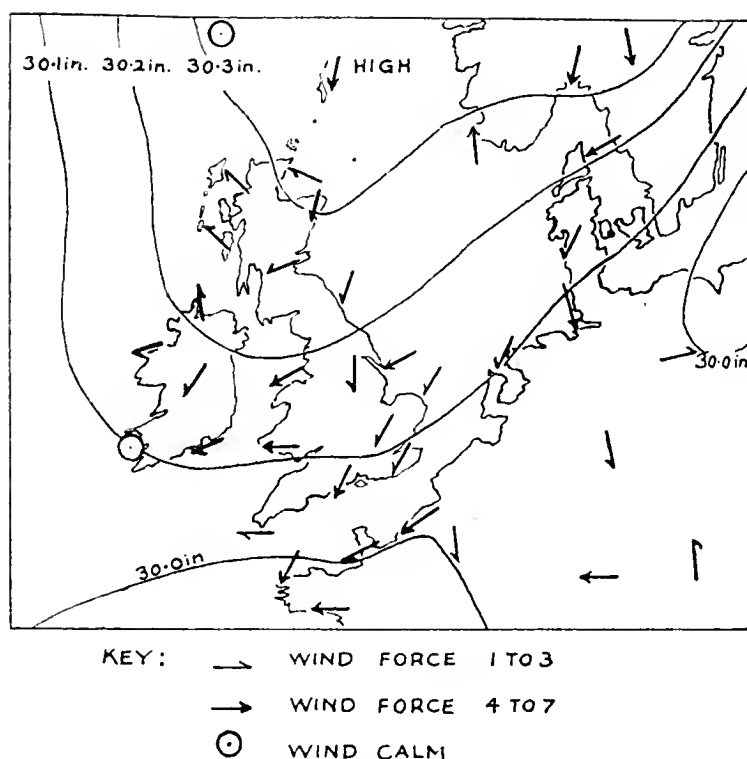 30·1in. 30·2in. 30·3in. HIGH
30·0in.
30·0in
KEY:
WIND FORCE 1 TO 3
WIND FORCE 4 TO 7
WIND CALM